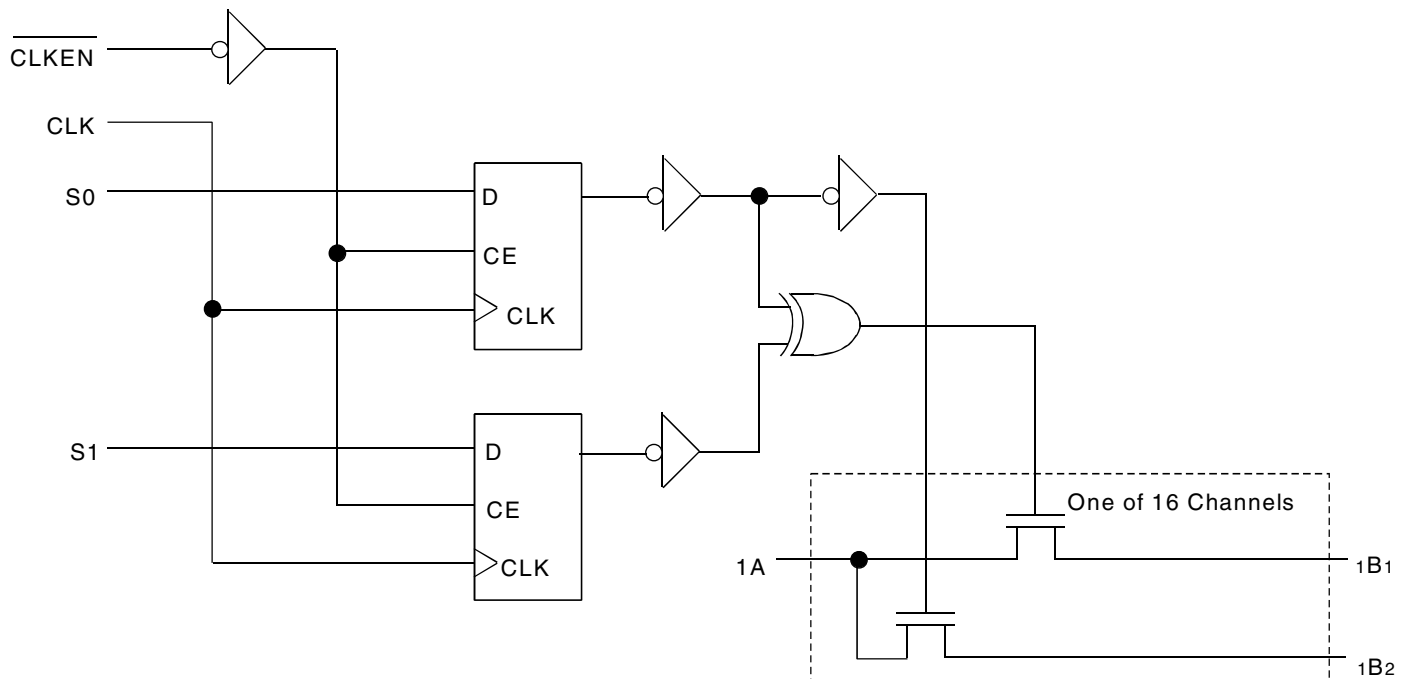 CLKEN
CLK
S0
D
CE
CLK
S1
D
CE
CLK
One of 16 Channels
1A
1B1
1B2